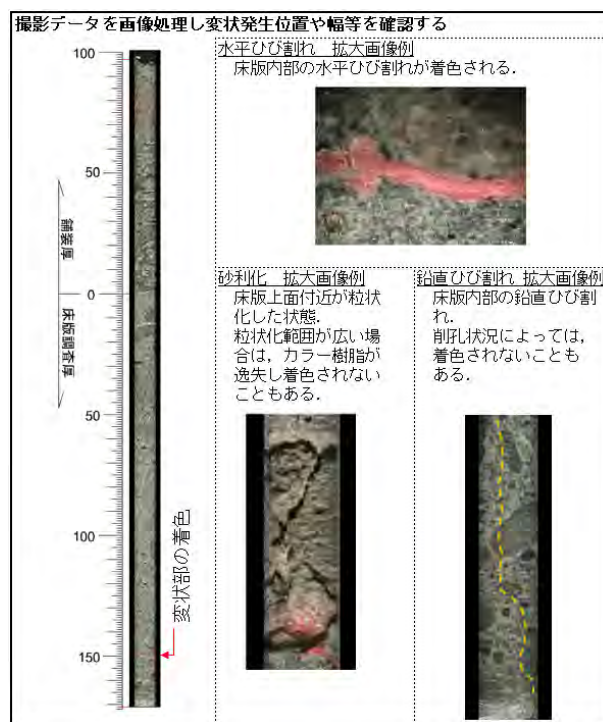 撮影データを画像処理し変状発生位置や幅等を確認する
100
50
0
50
100
150
舗装厚
床版調査厚
変状部の着色
水平ひび割れ 拡大画像例
床版内部の水平ひび割れが着色される.
砂利化 拡大画像例
床版上面付近が粒状
化した状態.
粒状化範囲が広い場
合は,カラー樹脂が
逸失し着色されない
こともある.
鉛直ひび割れ 拡大画像例
床版内部の鉛直ひび割
れ.
削孔状況によっては,
着色されないことも
ある.